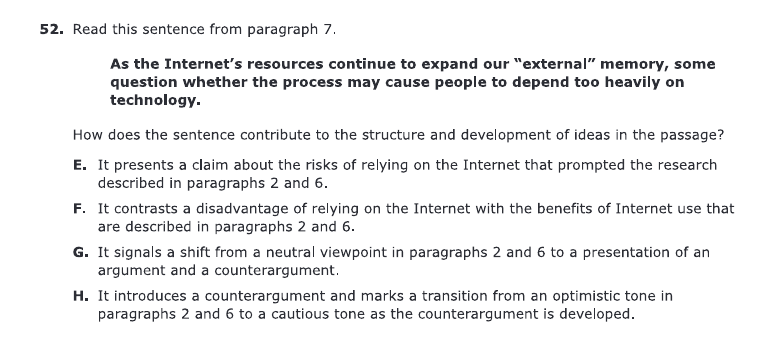 52. Read this sentence from paragraph 7.
As the Internet's resources continue to expand our “external” memory, some
question whether the process may cause people to depend too heavily on
technology.
How does the sentence contribute to the structure and development of ideas in the passage?
E. It presents a claim about the risks of relying on the Internet that prompted the research
described in paragraphs 2 and 6.
F. It contrasts a disadvantage of relying on the Internet with the benefits of Internet use that
are described in paragraphs 2 and 6.
G. It signals a shift from a neutral viewpoint in paragraphs 2 and 6 to a presentation of an
argument and a counterargument.
H. It introduces a counterargument and marks a transition from an optimistic tone in
paragraphs 2 and 6 to a cautious tone as the counterargument is developed.